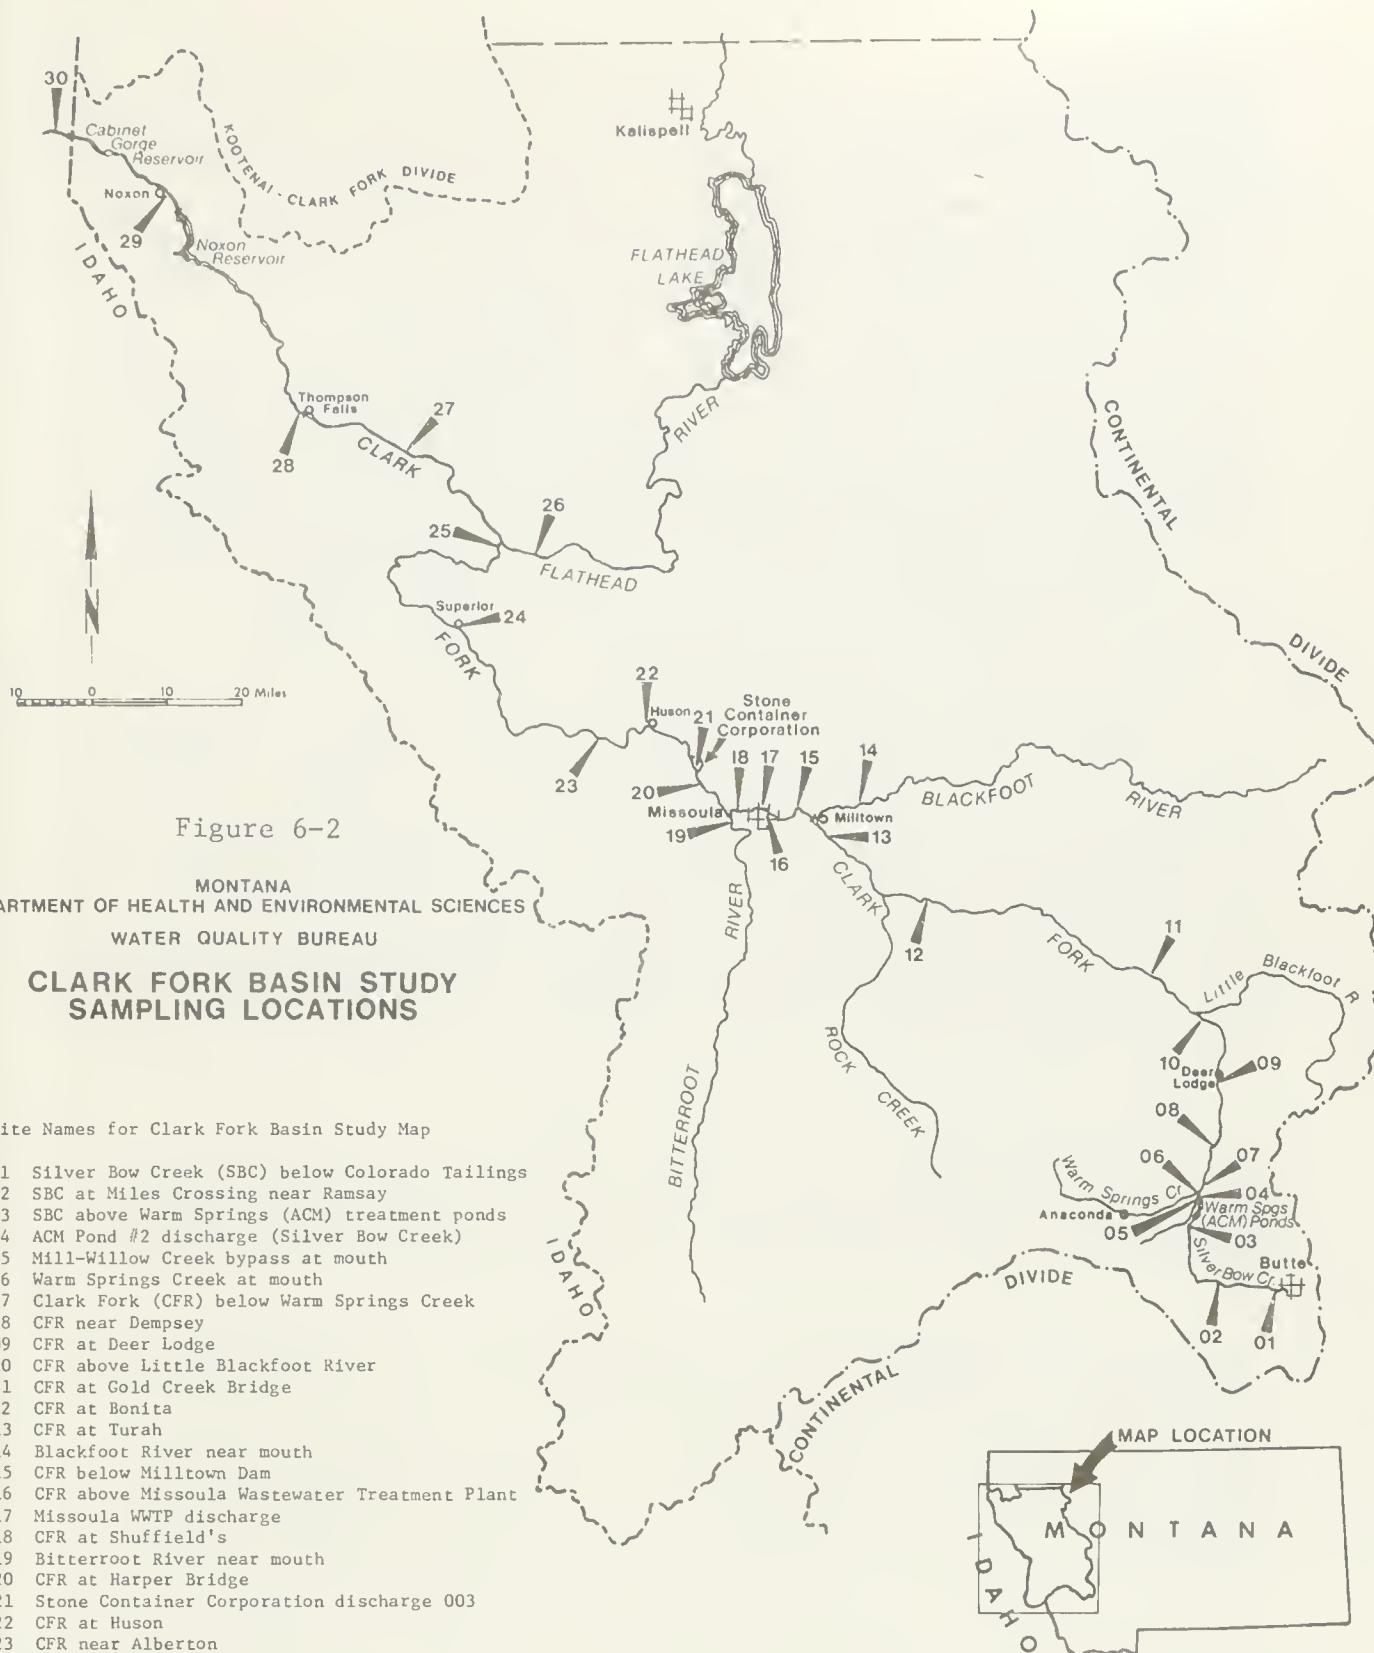 30
Cabinet
Gorge
Reservoir
KOOTENAI - CLARK FORK DIVIDE
Noxon
29
Noxon
Reservoir
IDAHO
Kalispell
FLATHEAD
LAKE
Thompson
Falls
27
28
CLARK
RIVER
CONTINENTAL
DIVIDE
26
25
FLATHEAD
Superior
24
FORK
10 0 10 20 Miles
N
22
Huson
21
Stone
Container
Corporation
23
20
18
17
15
14
BLACKFOOT
RIVER
Missoula
Milltown
19
16
13
Figure 6-2
MONTANA
ARTMENT OF HEALTH AND ENVIRONMENTAL SCIENCES
WATER QUALITY BUREAU
CLARK FORK BASIN STUDY
SAMPLING LOCATIONS
RIVER
BITTERROOT
CLARK
FORK
12
11
Little Blackfoot R
ROCK
CREEK
10
Deer
Lodge
09
08
06
07
Warm Springs Cr
04
Anaconda
Warm Spgs
(ACM) Ponds
05
03
Silver Bow Cr.
Butte
02
01
IDAHO
DIVIDE
CONTINENTAL
ite Names for Clark Fork Basin Study Map
1 Silver Bow Creek (SBC) below Colorado Tailings
2 SBC at Miles Crossing near Ramsay
3 SBC above Warm Springs (ACM) treatment ponds
4 ACM Pond #2 discharge (Silver Bow Creek)
5 Mill-Willow Creek bypass at mouth
6 Warm Springs Creek at mouth
7 Clark Fork (CFR) below Warm Springs Creek
8 CFR near Dempsey
9 CFR at Deer Lodge
0 CFR above Little Blackfoot River
1 CFR at Gold Creek Bridge
2 CFR at Bonita
3 CFR at Turah
4 Blackfoot River near mouth
5 CFR below Milltown Dam
6 CFR above Missoula Wastewater Treatment Plant
7 Missoula WWTP discharge
8 CFR at Shuffield's
9 Bitterroot River near mouth
20 CFR at Harper Bridge
21 Stone Container Corporation discharge 003
22 CFR at Huson
23 CFR near Alberton
MAP LOCATION
MONTANA
IDAHO